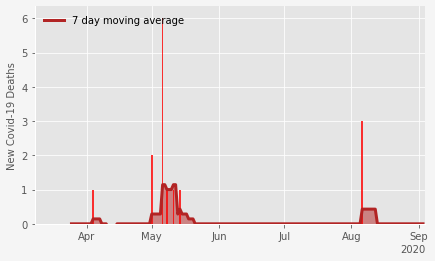 7 day moving average
New Covid-19 Deaths
6
5
4
3
2
1
0
Apr
May
Jun
Jul
Aug
Sep
2020